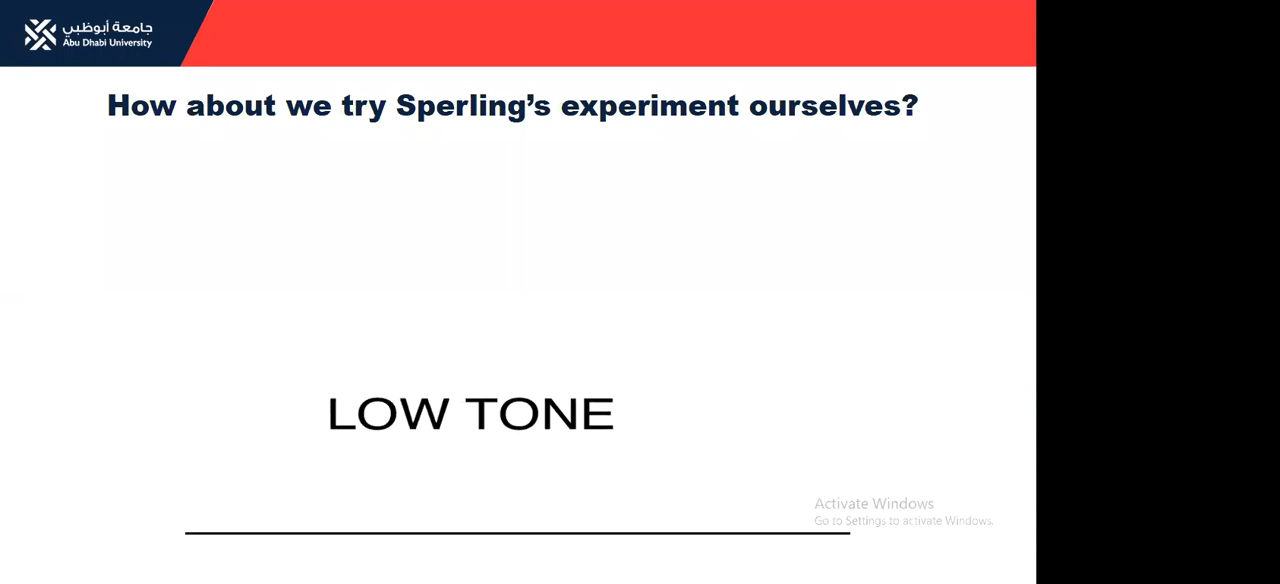 جامعة أبوظبي
Abu Dhabi University
How about we try Sperling’s experiment ourselves?
LOW TONE
Activate Windows
Go to Settings to activate Windows.